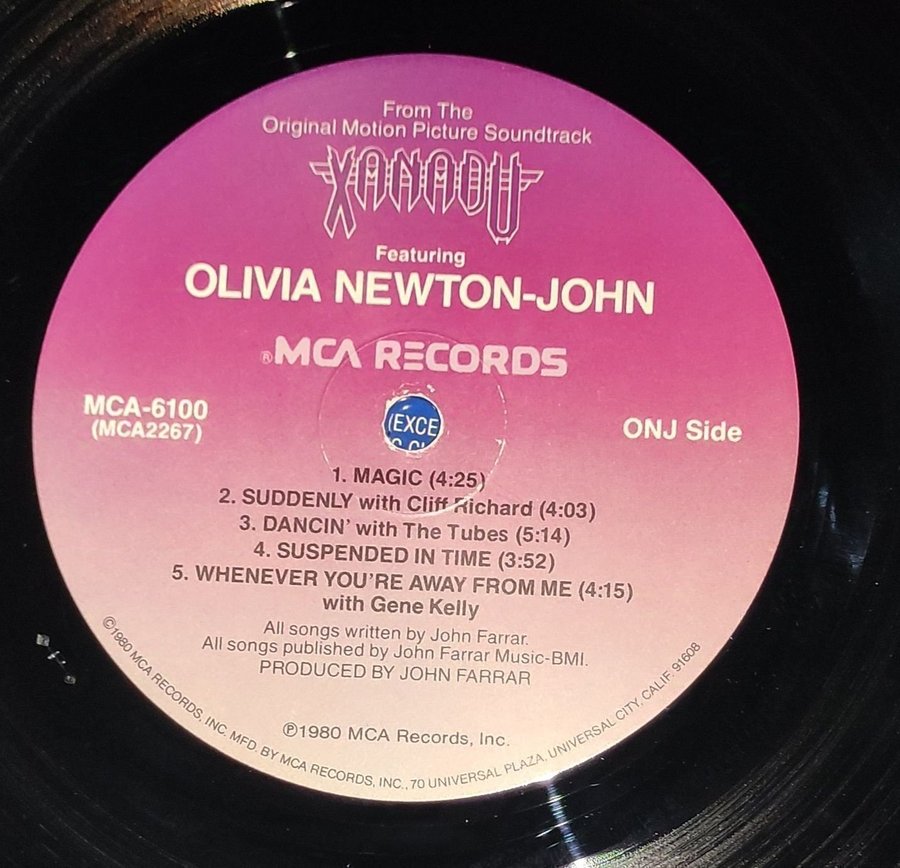 From The
Original Motion Picture Soundtrack
XANADU
Featuring
OLIVIA NEWTON-JOHN
®MCA RECORDS
MCA-6100
(MCA2267)
ONJ Side
(EXCE
1. MAGIC (4:25)
2. SUDDENLY with Cliff Richard (4:03)
3. DANCIN' with The Tubes (5:14)
4. SUSPENDED IN TIME (3:52)
5. WHENEVER YOU'RE AWAY FROM ME (4:15)
with Gene Kelly
All songs written by John Farrar.
All songs published by John Farrar Music-BMI.
PRODUCED BY JOHN FARRAR
℗1980 MCA Records, Inc.
©1980 MCA RECORDS, INC. MFD. BY MCA RECORDS, INC., 70 UNIVERSAL PLAZA, UNIVERSAL CITY, CALIF. 91608